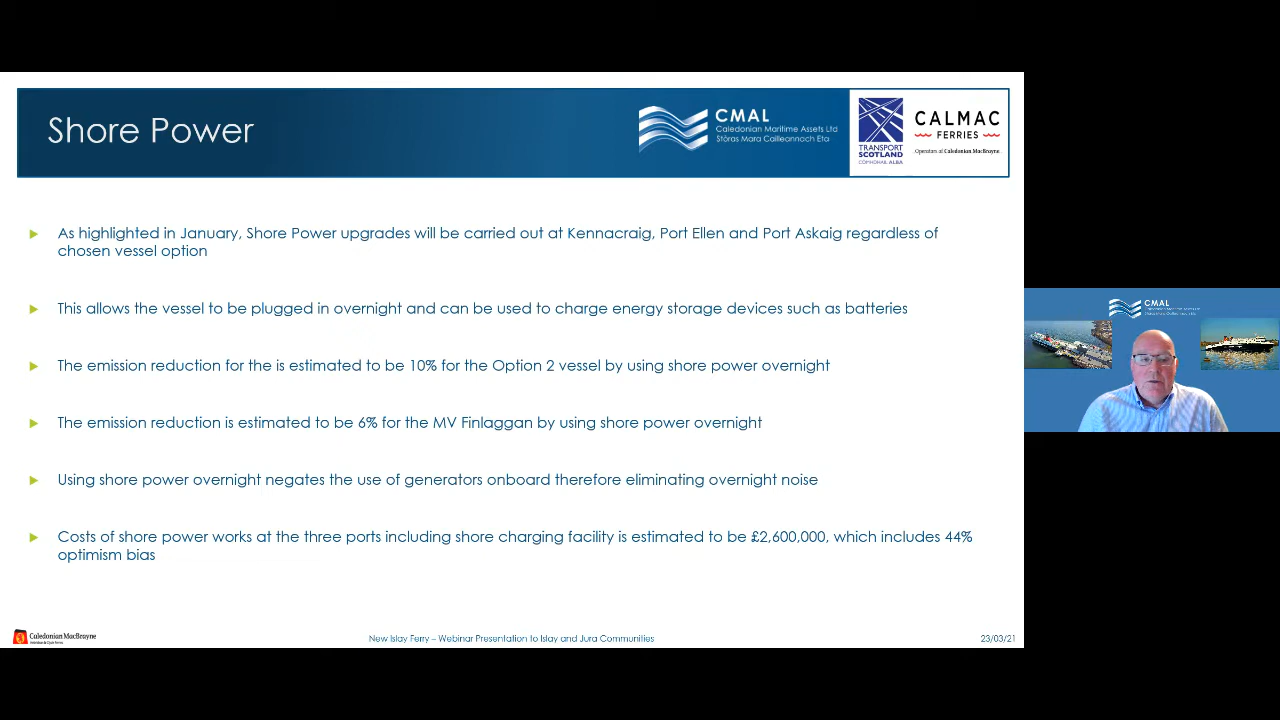 Shore Power
CMAL
Caledonian Maritime Assets Ltd
Stòras Mara Cailleannach Eta
TRANSPORT
SCOTLAND
CÒMHDHAIL ALBA
CALMAC
FERRIES
Operators of Caledonian MacBrayne
As highlighted in January, Shore Power upgrades will be carried out at Kennacraig, Port Ellen and Port Askaig regardless of
chosen vessel option
This allows the vessel to be plugged in overnight and can be used to charge energy storage devices such as batteries
The emission reduction for the is estimated to be 10% for the Option 2 vessel by using shore power overnight
The emission reduction is estimated to be 6% for the MV Finlaggan by using shore power overnight
Using shore power overnight negates the use of generators onboard therefore eliminating overnight noise
Costs of shore power works at the three ports including shore charging facility is estimated to be £2,600,000, which includes 44%
optimism bias
Caledonian MacBrayne
New Islay Ferry – Webinar Presentation to Islay and Jura Communities
23/03/21
CMAL